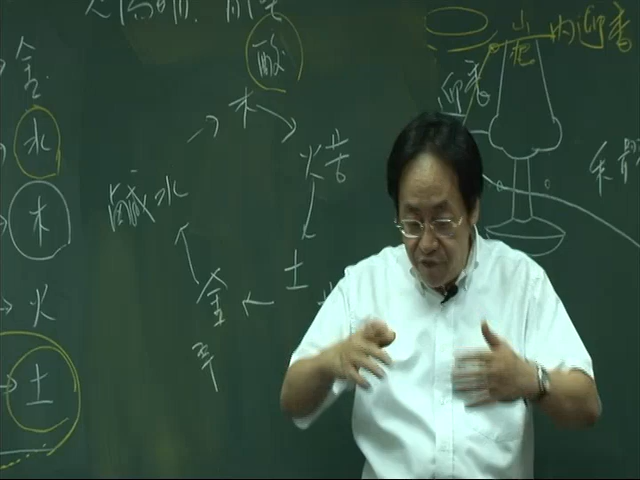 金
水
木
火
土
酸
木
火苦
鹹水
土
金
辛
山根
內迎香
迎香